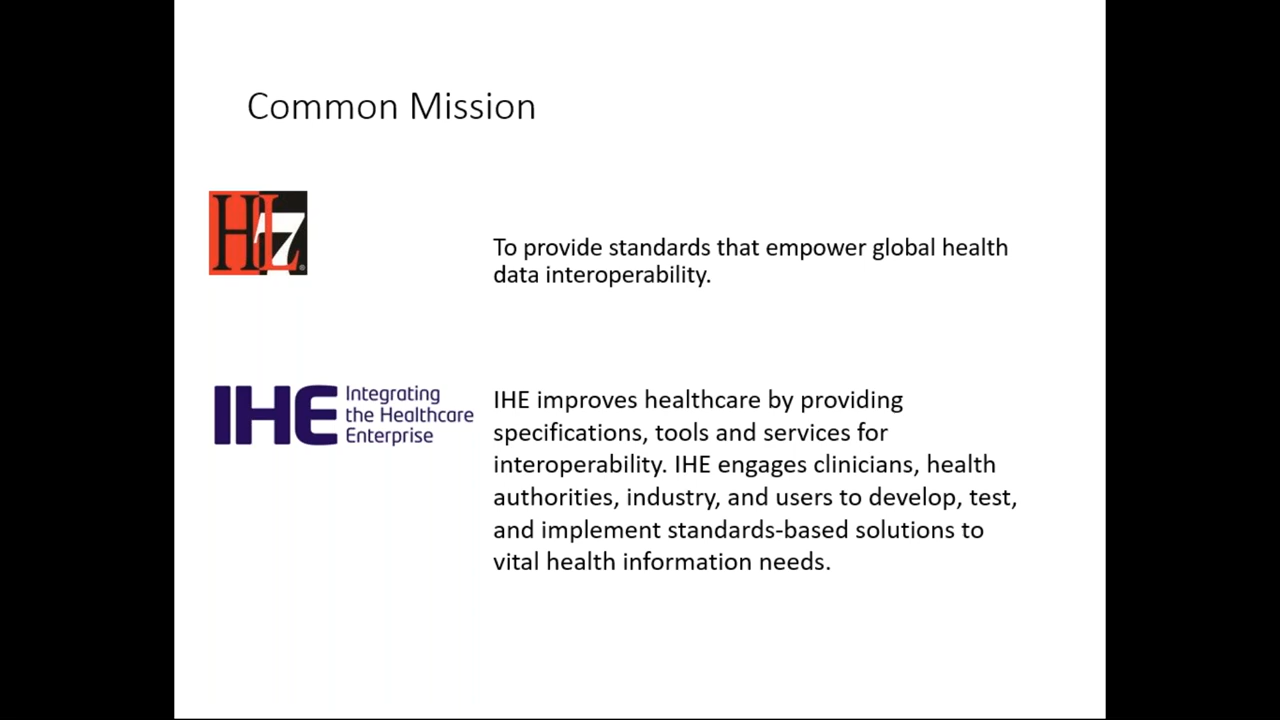 Common Mission
HL7
To provide standards that empower global health
data interoperability.
IHE Integrating
the Healthcare
Enterprise
IHE improves healthcare by providing
specifications, tools and services for
interoperability. IHE engages clinicians, health
authorities, industry, and users to develop, test,
and implement standards-based solutions to
vital health information needs.